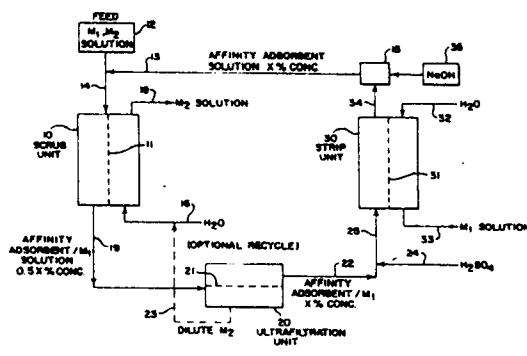 FEED
12
M1,M2
SOLUTION
13
AFFINITY ADSORBENT
SOLUTION X % CONC.
15
36
NaOH
14
18
M2 SOLUTION
34
H2O
32
10
SCRUB
UNIT
11
30
STRIP
UNIT
31
16
H2O
M1 SOLUTION
33
19
AFFINITY
ADSORBENT/M1
SOLUTION
0.5 X % CONC.
(OPTIONAL RECYCLE)
25
21
22
24
H2SO4
AFFINITY
ADSORBENT/M1
X % CONC.
23
DILUTE M2
20
ULTRAFILTRATION
UNIT